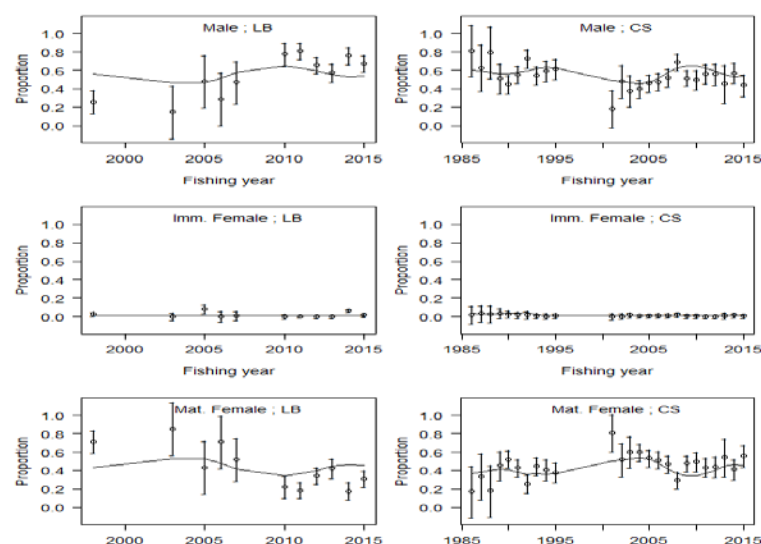 Male ; LB
Proportion
1.0
0.8
0.6
0.4
0.2
0.0
2000 2005 2010 2015
Fishing year
Male ; CS
Proportion
1.0
0.8
0.6
0.4
0.2
0.0
1985 1995 2005 2015
Fishing year
Imm. Female ; LB
Proportion
1.0
0.8
0.6
0.4
0.2
0.0
2000 2005 2010 2015
Fishing year
Imm. Female ; CS
Proportion
1.0
0.8
0.6
0.4
0.2
0.0
1985 1995 2005 2015
Fishing year
Mat. Female ; LB
Proportion
1.0
0.8
0.6
0.4
0.2
0.0
2000 2005 2010 2015
Fishing year
Mat. Female ; CS
Proportion
1.0
0.8
0.6
0.4
0.2
0.0
1985 1995 2005 2015
Fishing year